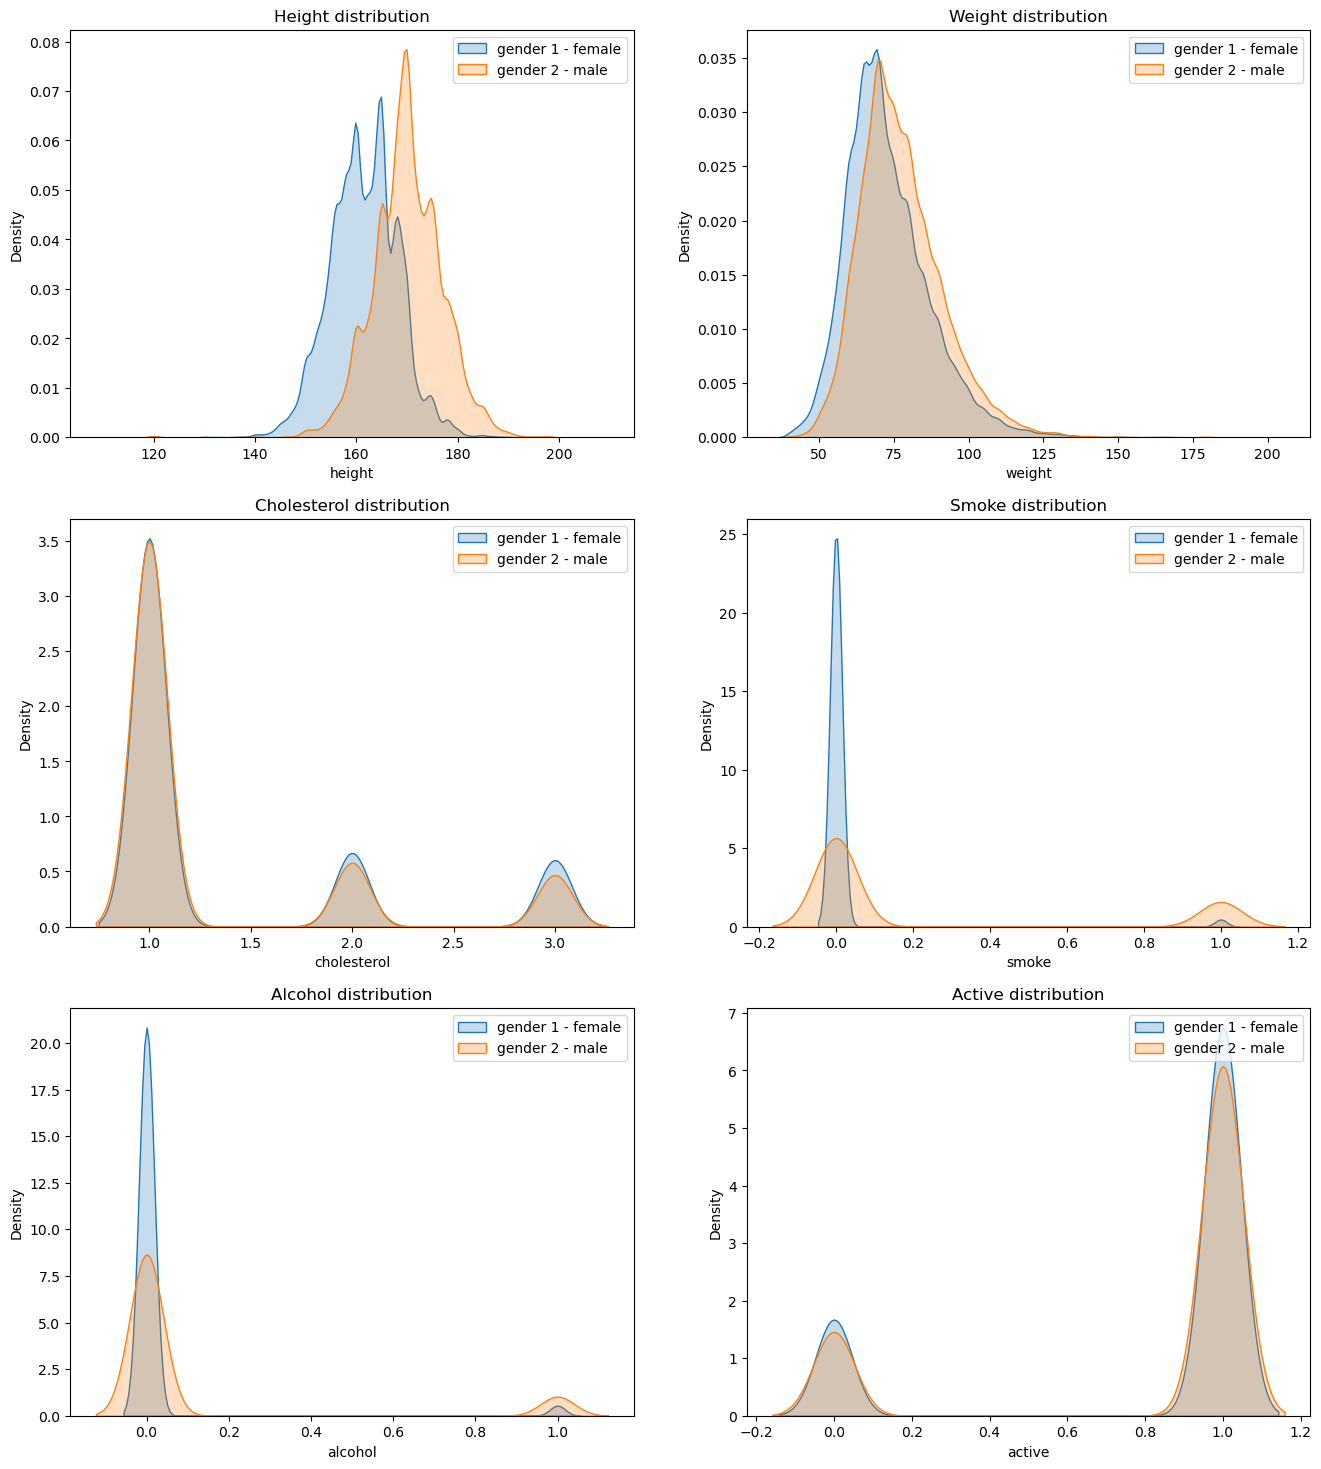 Height distribution
gender 1 - female
gender 2 - male
0.08
0.07
0.06
0.05
0.04
0.03
0.02
0.01
0.00
Density
120 140 160 180 200
height
Weight distribution
gender 1 - female
gender 2 - male
0.035
0.030
0.025
0.020
0.015
0.010
0.005
0.000
Density
50 75 100 125 150 175 200
weight
Cholesterol distribution
gender 1 - female
gender 2 - male
3.5
3.0
2.5
2.0
1.5
1.0
0.5
0.0
Density
1.0 1.5 2.0 2.5 3.0
cholesterol
Smoke distribution
gender 1 - female
gender 2 - male
25
20
15
10
5
0
Density
−0.2 0.0 0.2 0.4 0.6 0.8 1.0 1.2
smoke
Alcohol distribution
gender 1 - female
gender 2 - male
20.0
17.5
15.0
12.5
10.0
7.5
5.0
2.5
0.0
Density
0.0 0.2 0.4 0.6 0.8 1.0
alcohol
Active distribution
gender 1 - female
gender 2 - male
7
6
5
4
3
2
1
0
Density
−0.2 0.0 0.2 0.4 0.6 0.8 1.0 1.2
active